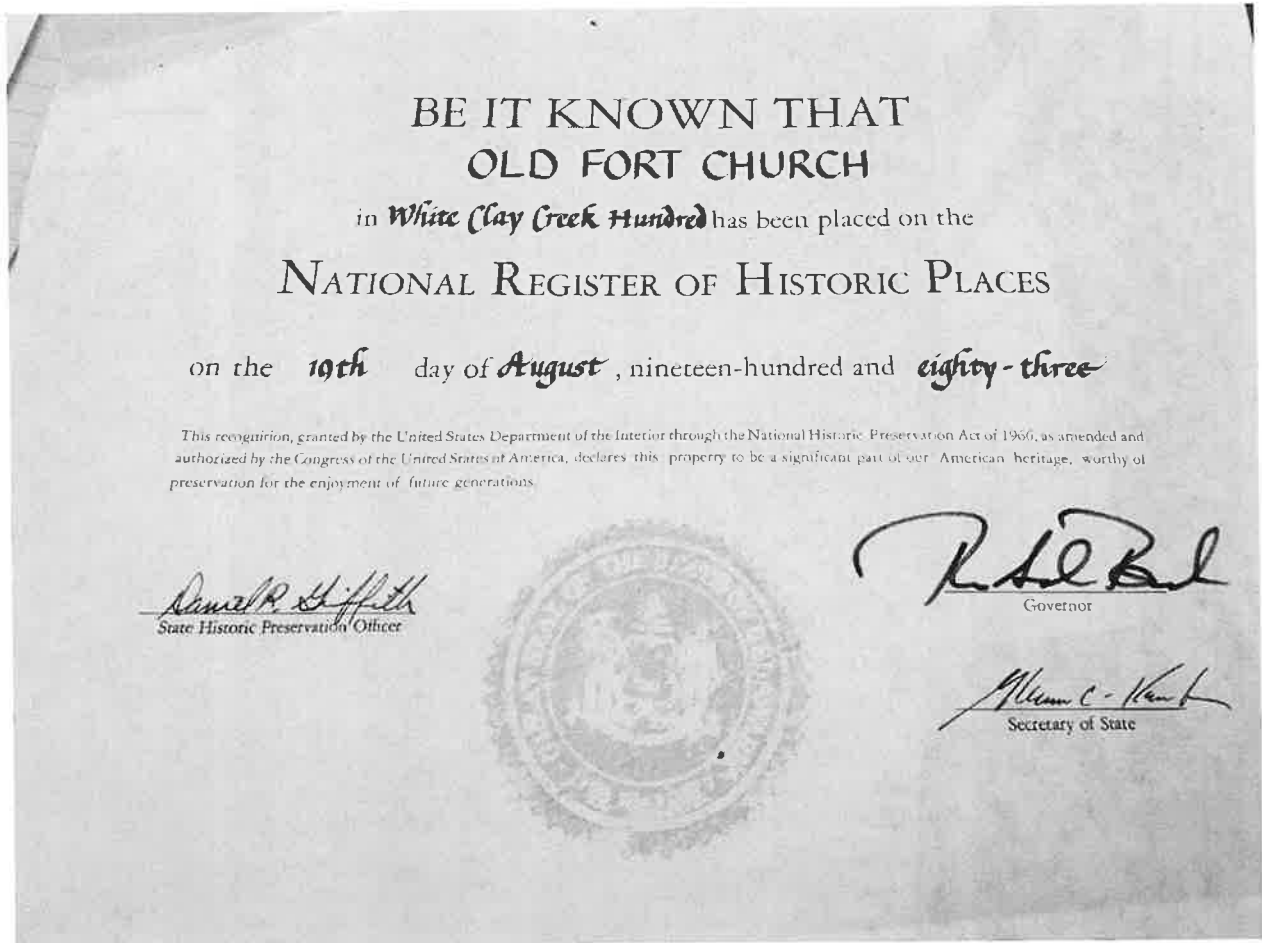 BE IT KNOWN THAT
OLD FORT CHURCH
in White Clay Creek Hundred has been placed on the
NATIONAL REGISTER OF HISTORIC PLACES
on the 19th day of August, nineteen-hundred and eighty-three
This recognition, granted by the United States Department of the Interior through the National Historic Preservation Act of 1966, as amended and
authorized by the Congress of the United States of America, declares this property to be a significant part of our American heritage, worthy of
preservation for the enjoyment of future generations.
Daniel R. Griffith
State Historic Preservation Officer
Governor
Secretary of State